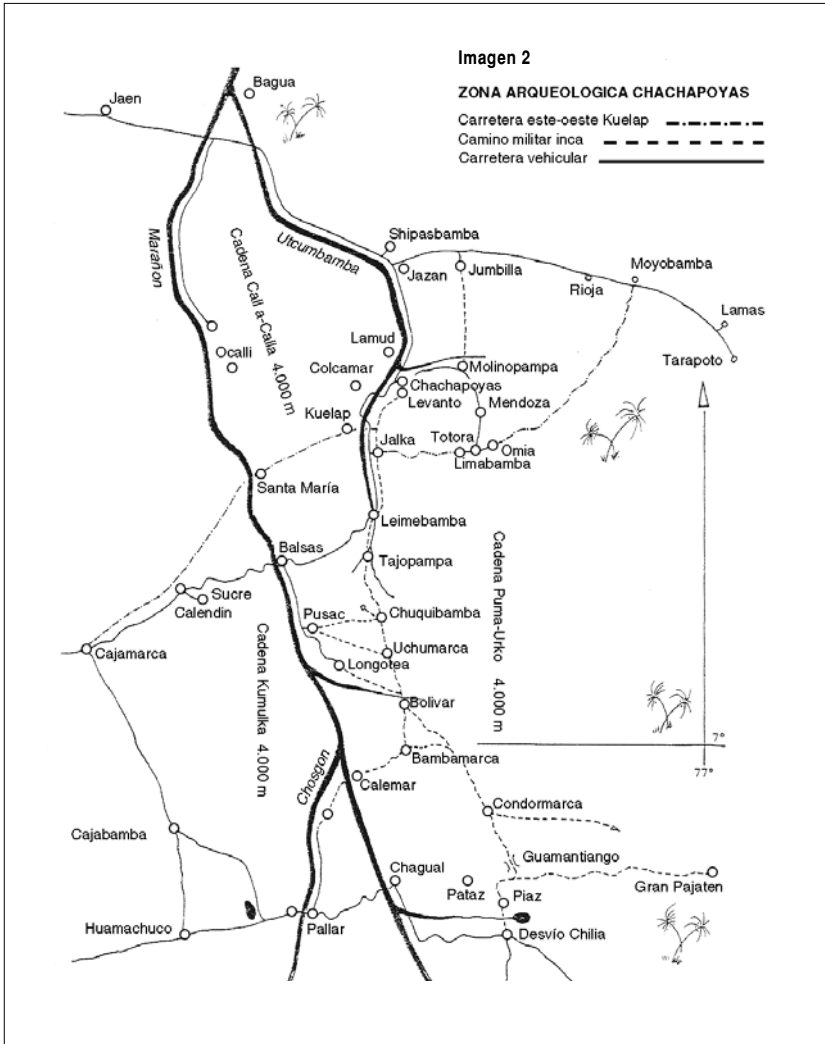 Imagen 2
ZONA ARQUEOLOGICA CHACHAPOYAS
Carretera este-oeste Kuelap
Camino militar inca
Carretera vehicular
Bagua
Jaen
Marañon
Utcumbamba
Cadena Call a-Calla 4.000 m
Shipasbamba
Jazan
Jumbilla
Moyobamba
Rioja
Lamas
Tarapoto
Lamud
Ocalli
Colcamar
Molinopampa
Chachapoyas
Levanto
Mendoza
Kuelap
Jalka
Totora
Limabamba
Omia
Santa María
Leimebamba
Balsas
Tajopampa
Cadena Puma-Urko 4.000 m
Sucre
Calendin
Pusac
Chuquibamba
Uchumarca
Cajamarca
Longotea
Cadena Kumulka 4.000 m
Bolivar
7°
77°
Bambamarca
Chosgon
Calemar
Condormarca
Cajabamba
Guamantiango
Chagual
Pataz
Piaz
Gran Pajaten
Huamachuco
Pallar
Desvío Chilia